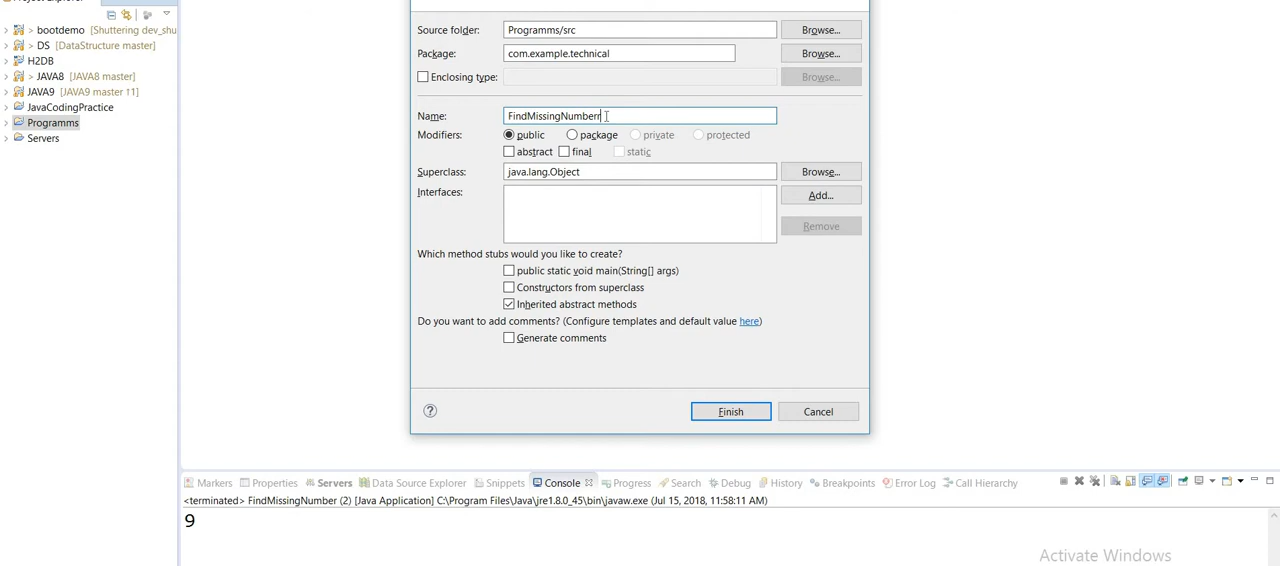 Project Explorer
> bootdemo [Shuttering dev_shu
> DS [DataStructure master]
H2DB
> JAVA8 [JAVA8 master]
JAVA9 [JAVA9 master ↑1]
JavaCodingPractice
Programms
Servers
Source folder: Programms/src Browse...
Package: com.example.technical Browse...
Enclosing type: Browse...
Name: FindMissingNumberr
Modifiers: public package private protected
abstract final static
Superclass: java.lang.Object Browse...
Interfaces: Add...
Remove
Which method stubs would you like to create?
public static void main(String[] args)
Constructors from superclass
Inherited abstract methods
Do you want to add comments? (Configure templates and default value here)
Generate comments
? Finish Cancel
Markers Properties Servers Data Source Explorer Snippets Console Progress Search Debug History Breakpoints Error Log Call Hierarchy
<terminated> FindMissingNumber (2) [Java Application] C:\Program Files\Java\jre1.8.0_45\bin\javaw.exe (Jul 15, 2018, 11:58:11 AM)
9
Activate Windows